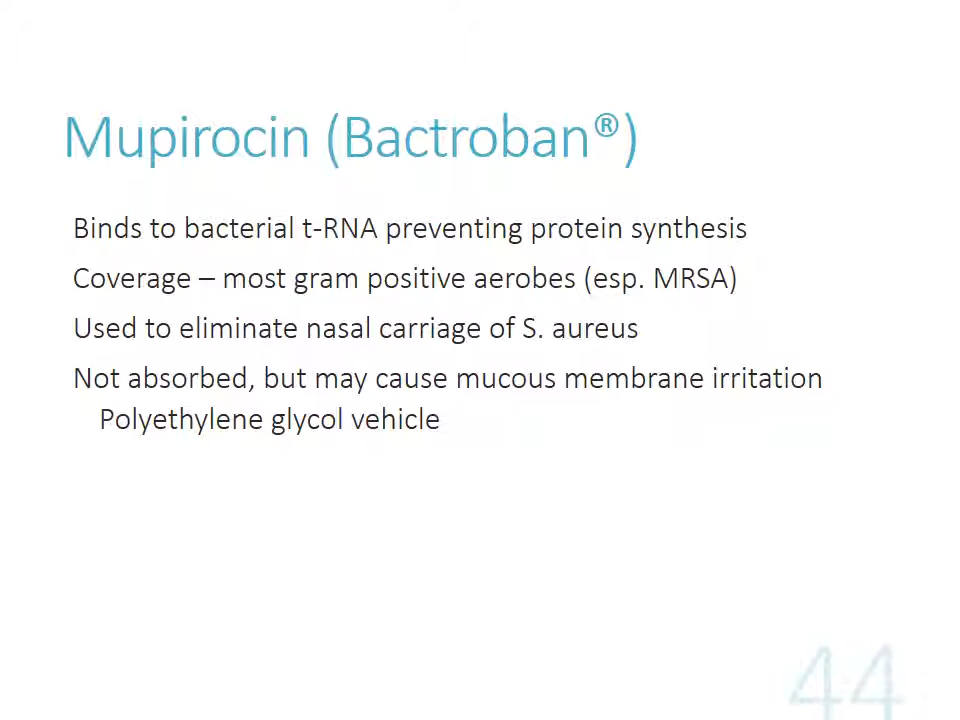 Mupirocin (Bactroban®)
Binds to bacterial t-RNA preventing protein synthesis
Coverage – most gram positive aerobes (esp. MRSA)
Used to eliminate nasal carriage of S. aureus
Not absorbed, but may cause mucous membrane irritation
Polyethylene glycol vehicle
44